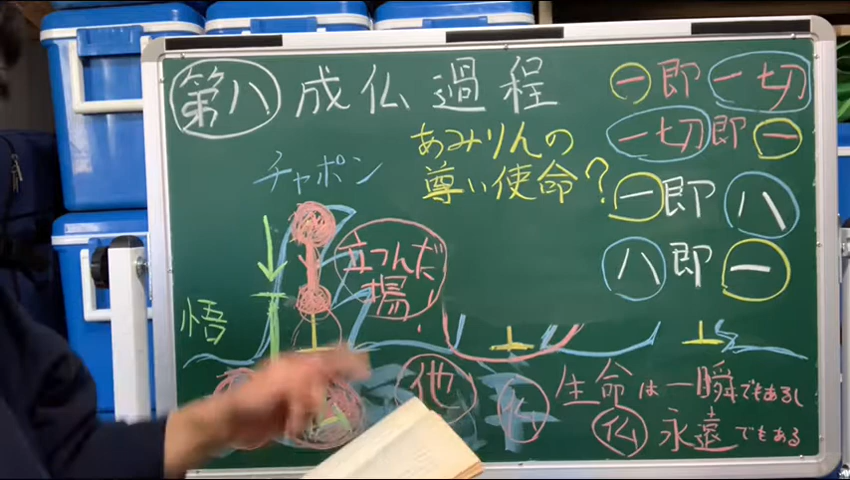 第八 成仏過程
一即一切
一切即一
あみりんの
尊い使命?
一即八
八即一
チャポン
立つんだ
場
悟
他
仏
生命は一瞬でもあるし
仏 永遠でもある